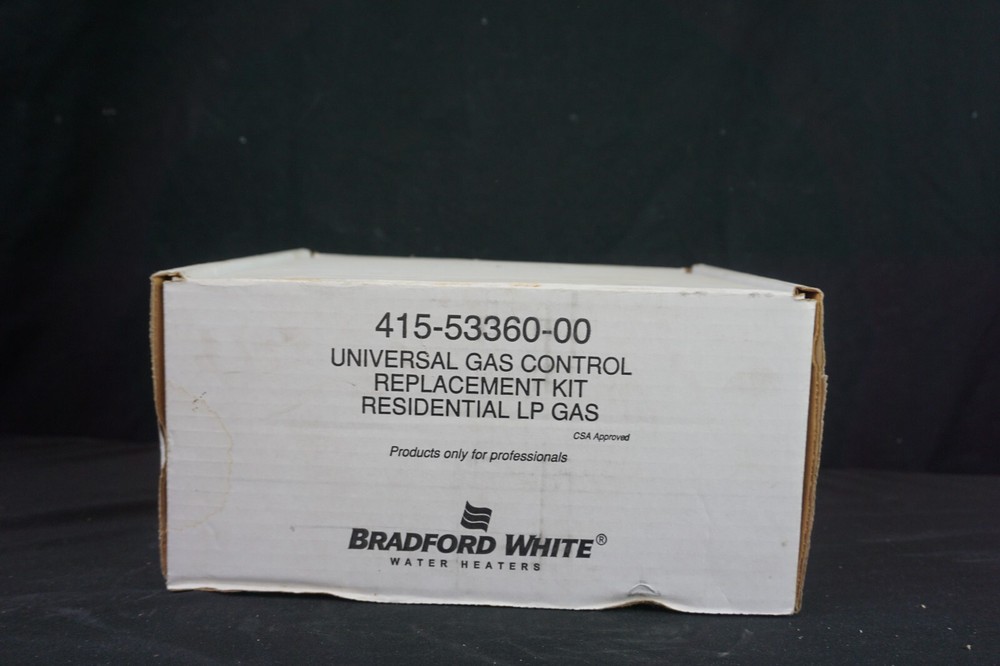 415-53360-00
UNIVERSAL GAS CONTROL
REPLACEMENT KIT
RESIDENTIAL LP GAS
CSA Approved
Products only for professionals
BRADFORD WHITE®
WATER HEATERS